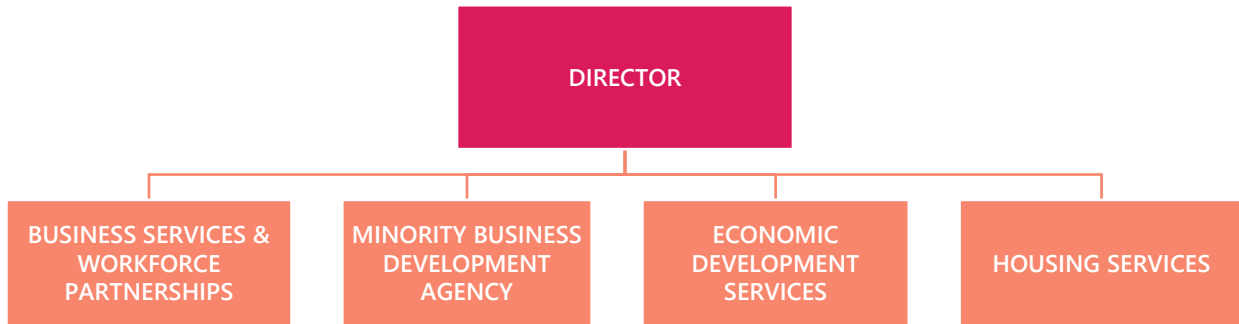 DIRECTOR
BUSINESS SERVICES &
WORKFORCE
PARTNERSHIPS
MINORITY BUSINESS
DEVELOPMENT
AGENCY
ECONOMIC
DEVELOPMENT
SERVICES
HOUSING SERVICES